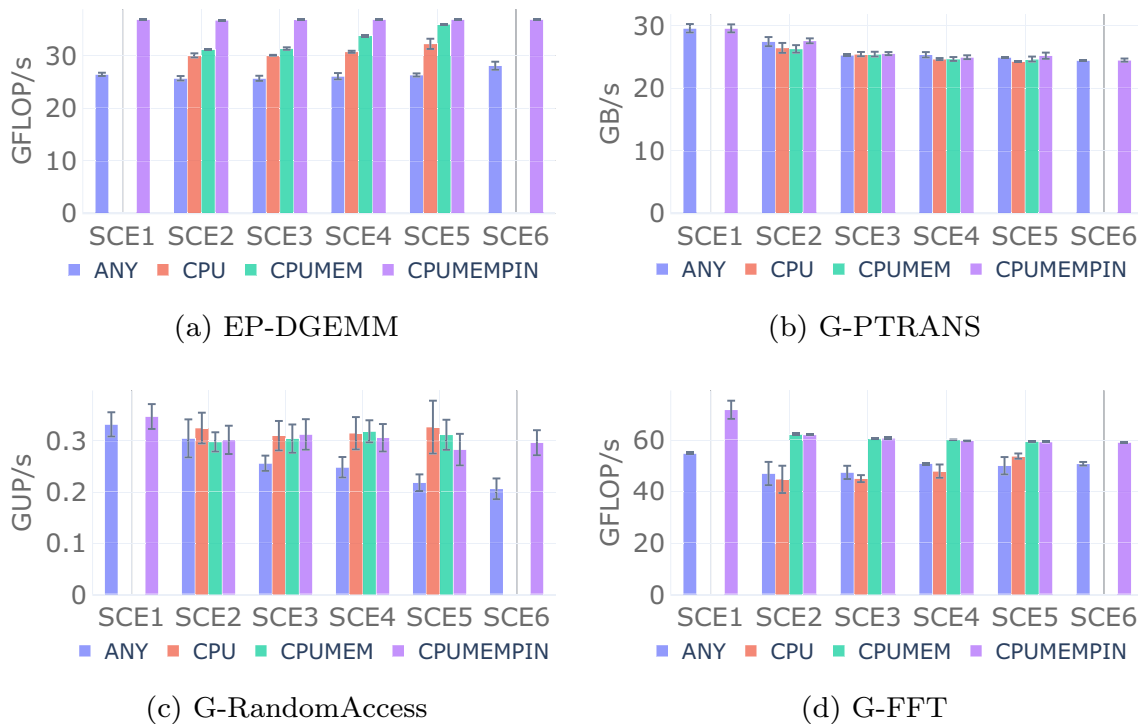 GFLOP/s
30
20
10
0
SCE1 SCE2 SCE3 SCE4 SCE5 SCE6
ANY CPU CPUMEM CPUMEMPIN
(a) EP-DGEMM
GB/s
30
20
10
0
SCE1 SCE2 SCE3 SCE4 SCE5 SCE6
ANY CPU CPUMEM CPUMEMPIN
(b) G-PTRANS
GUP/s
0.3
0.2
0.1
0
SCE1 SCE2 SCE3 SCE4 SCE5 SCE6
ANY CPU CPUMEM CPUMEMPIN
(c) G-RandomAccess
GFLOP/s
60
40
20
0
SCE1 SCE2 SCE3 SCE4 SCE5 SCE6
ANY CPU CPUMEM CPUMEMPIN
(d) G-FFT